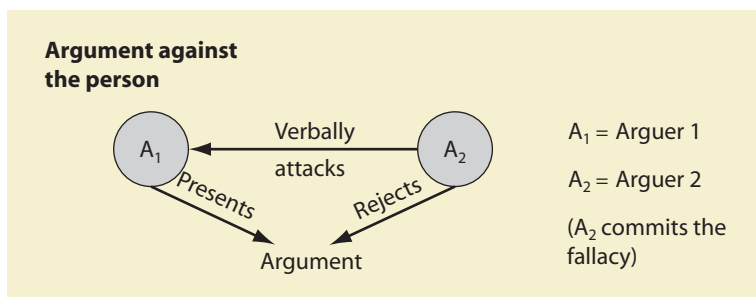 Argument against
the person
A₁
Verbally
attacks
A₂
Presents
Rejects
Argument
A₁ = Arguer 1
A₂ = Arguer 2
(A₂ commits the
fallacy)